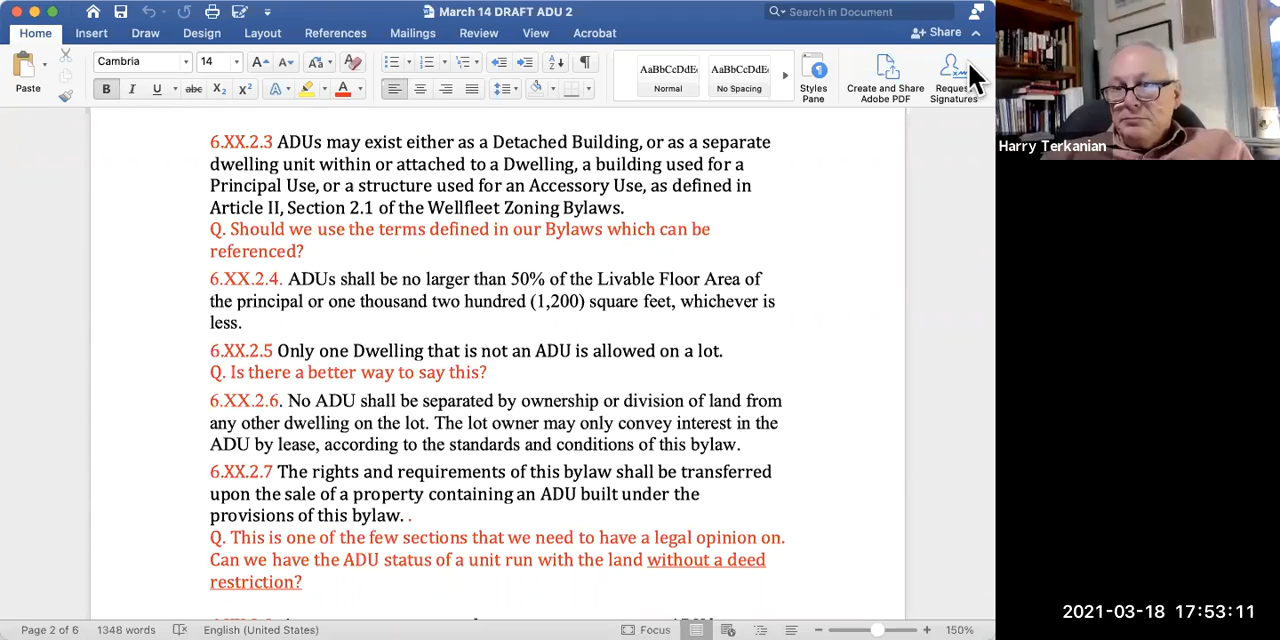 March 14 DRAFT ADU 2
Search in Document
Home Insert Draw Design Layout References Mailings Review View Acrobat
Share
Paste
Cambria 14
AaBbCcDdE AaBbCcDdE
Normal No Spacing
Styles Pane
Create and Share Adobe PDF
Request Signatures
6.XX.2.3 ADUs may exist either as a Detached Building, or as a separate
dwelling unit within or attached to a Dwelling, a building used for a
Principal Use, or a structure used for an Accessory Use, as defined in
Article II, Section 2.1 of the Wellfleet Zoning Bylaws.
Q. Should we use the terms defined in our Bylaws which can be
referenced?
6.XX.2.4. ADUs shall be no larger than 50% of the Livable Floor Area of
the principal or one thousand two hundred (1,200) square feet, whichever is
less.
6.XX.2.5 Only one Dwelling that is not an ADU is allowed on a lot.
Q. Is there a better way to say this?
6.XX.2.6. No ADU shall be separated by ownership or division of land from
any other dwelling on the lot. The lot owner may only convey interest in the
ADU by lease, according to the standards and conditions of this bylaw.
6.XX.2.7 The rights and requirements of this bylaw shall be transferred
upon the sale of a property containing an ADU built under the
provisions of this bylaw. .
Q. This is one of the few sections that we need to have a legal opinion on.
Can we have the ADU status of a unit run with the land without a deed
restriction?
Page 2 of 6 1348 words English (United States) Focus 150%
Harry Terkanian
2021-03-18 17:53:11